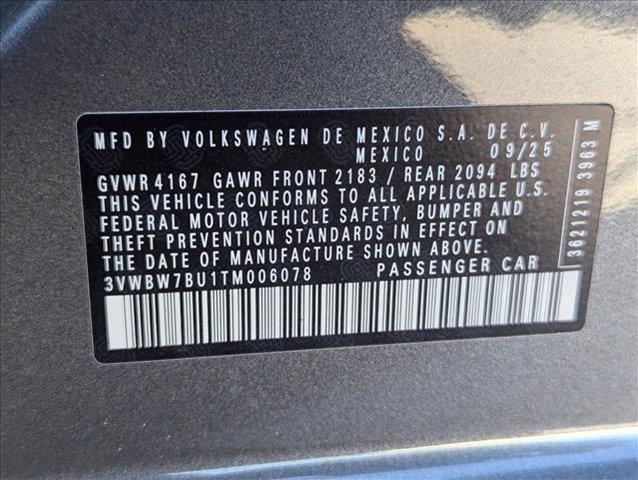 MFD BY VOLKSWAGEN DE MEXICO S.A. DE C.V.
MEXICO 09/25
GVWR 4167 GAWR FRONT 2183 / REAR 2094 LBS
THIS VEHICLE CONFORMS TO ALL APPLICABLE U.S.
FEDERAL MOTOR VEHICLE SAFETY, BUMPER AND
THEFT PREVENTION STANDARDS IN EFFECT ON
THE DATE OF MANUFACTURE SHOWN ABOVE.
3VWBW7BU1TM006078 PASSENGER CAR
3621219 3963 M